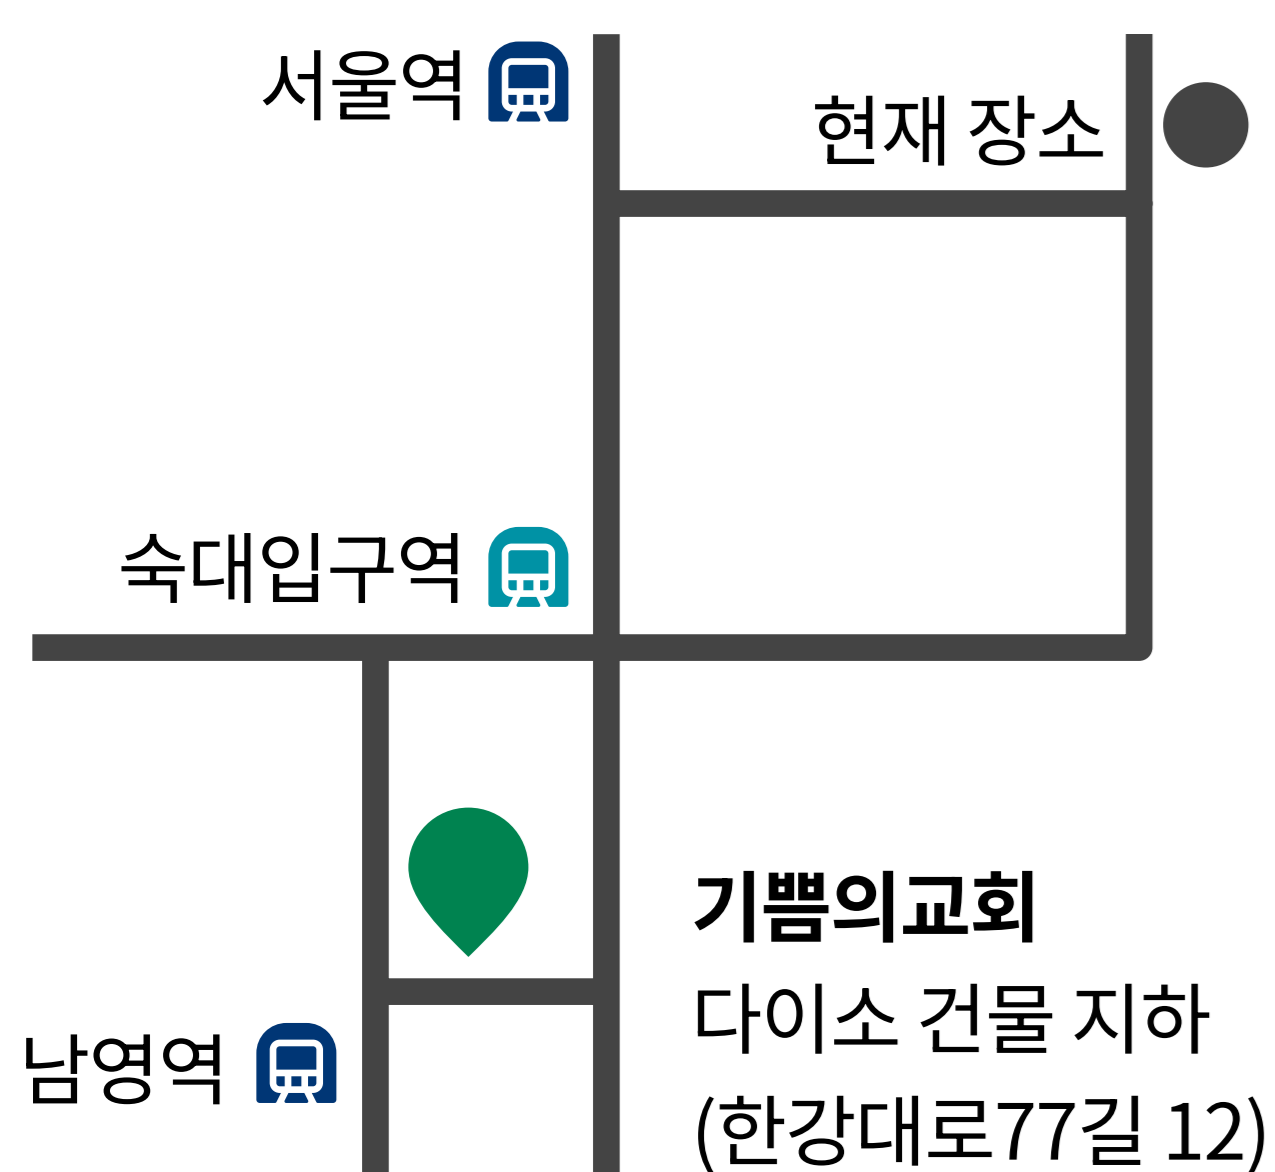 서울역
현재 장소
숙대입구역
기쁨의교회
다이소 건물 지하
남영역
(한강대로77길 12)